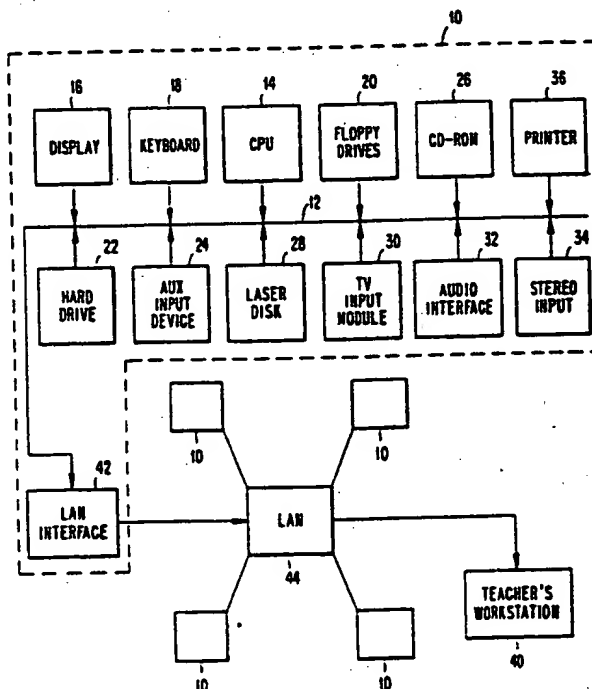 10
16 18 14 20 26 36
DISPLAY KEYBOARD CPU FLOPPY DRIVES CD-ROM PRINTER
12
22 24 28 30 32 34
HARD DRIVE AUX INPUT DEVICE LASER DISK TV INPUT MODULE AUDIO INTERFACE STEREO INPUT
10 10
42
LAN INTERFACE LAN
44
TEACHER'S WORKSTATION
40
10 10